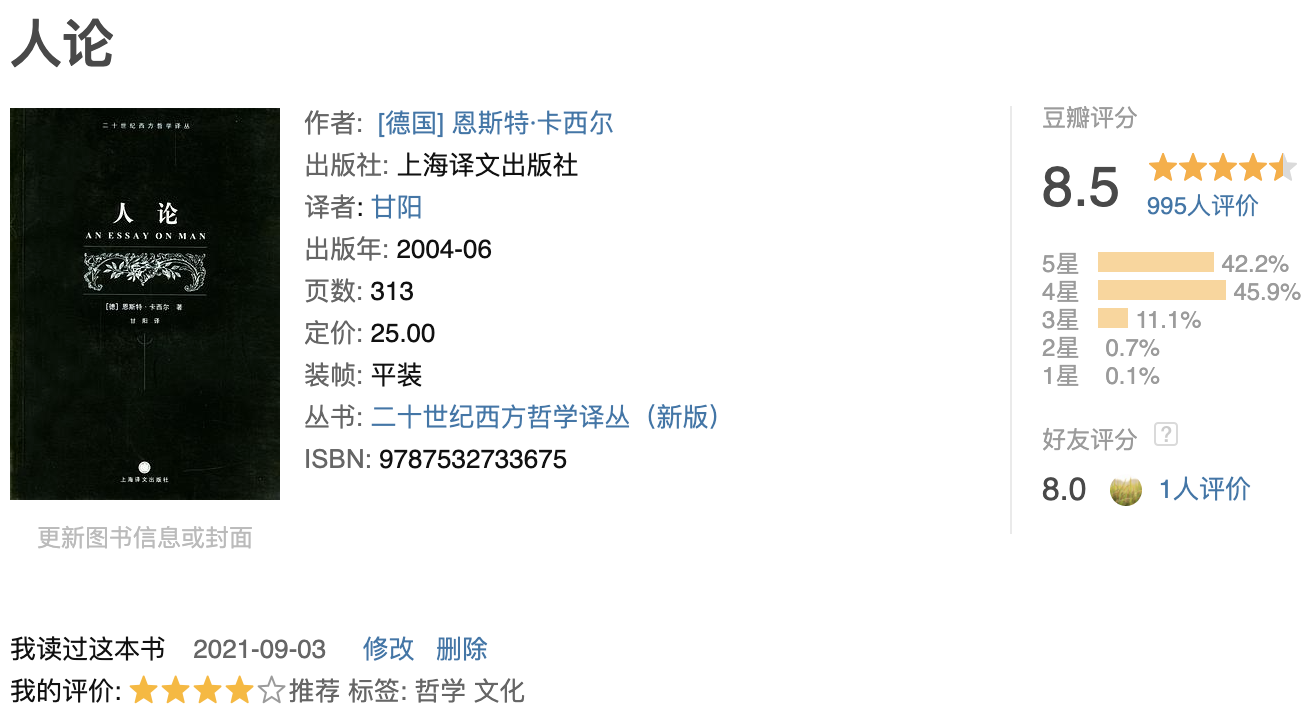 人论
二十世纪西方哲学译丛
人 论
AN ESSAY ON MAN
[德] 恩斯特·卡西尔 著
甘 阳 译
上海译文出版社
更新图书信息或封面
作者: [德国] 恩斯特·卡西尔
出版社: 上海译文出版社
译者: 甘阳
出版年: 2004-06
页数: 313
定价: 25.00
装帧: 平装
丛书: 二十世纪西方哲学译丛（新版）
ISBN: 9787532733675
豆瓣评分
8.5
995人评价
5星 42.2%
4星 45.9%
3星 11.1%
2星 0.7%
1星 0.1%
好友评分 ?
8.0 1人评价
我读过这本书 2021-09-03 修改 删除
我的评价: ★★★★☆推荐 标签: 哲学 文化